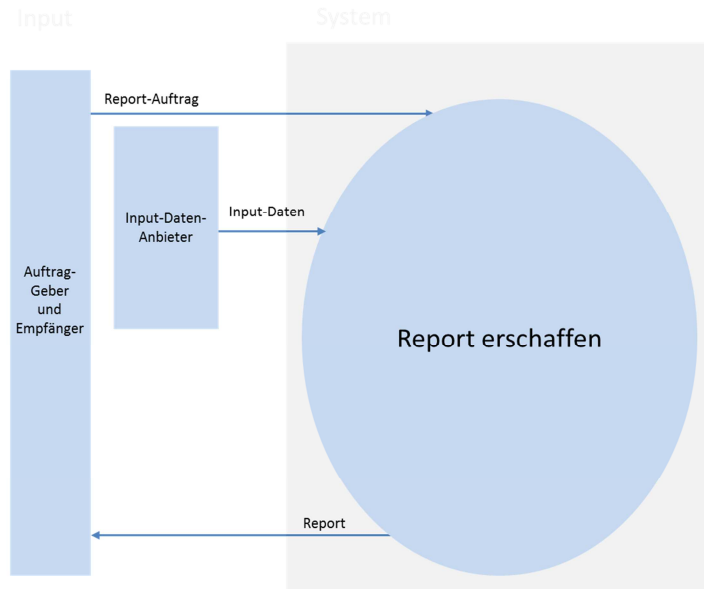 Input
System
Report-Auftrag
Input-Daten-
Anbieter
Input-Daten
Auftrag-
Geber
und
Empfänger
Report erschaffen
Report